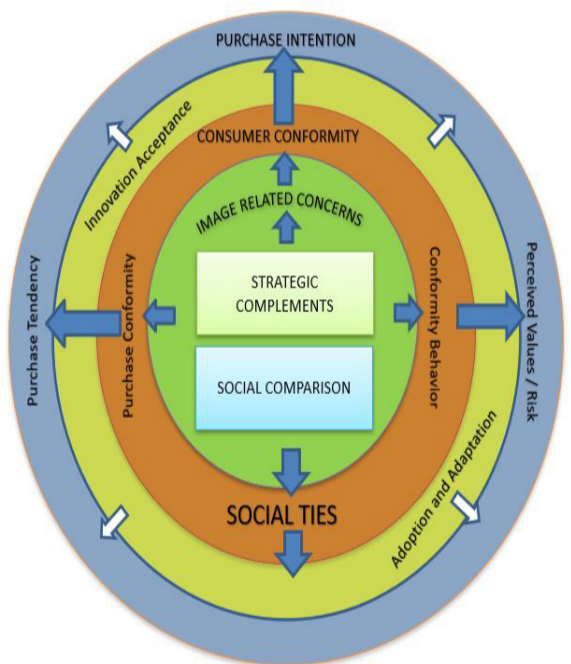 PURCHASE INTENTION
Innovation Acceptance
CONSUMER CONFORMITY
IMAGE RELATED CONCERNS
STRATEGIC
COMPLEMENTS
SOCIAL COMPARISON
Purchase Tendency
Purchase Conformity
Conformity Behavior
Perceived Values / Risk
SOCIAL TIES
Adoption and Adaptation